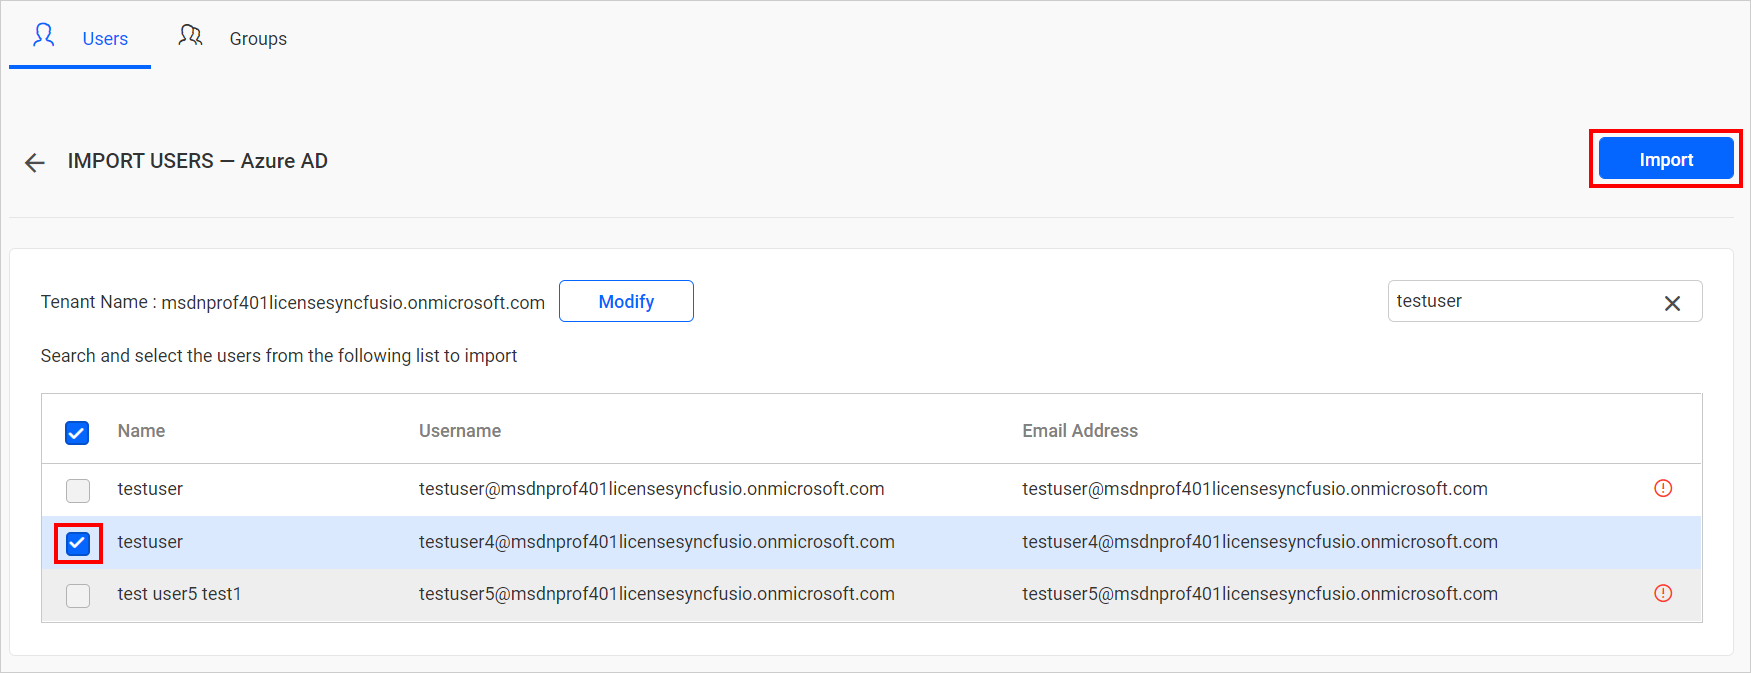 Users Groups
IMPORT USERS — Azure AD
Import
Tenant Name : msdnprof401licensesyncfusio.onmicrosoft.com Modify testuser
Search and select the users from the following list to import
Name Username Email Address
testuser testuser@msdnprof401licensesyncfusio.onmicrosoft.com testuser@msdnprof401licensesyncfusio.onmicrosoft.com
testuser testuser4@msdnprof401licensesyncfusio.onmicrosoft.com testuser4@msdnprof401licensesyncfusio.onmicrosoft.com
test user5 test1 testuser5@msdnprof401licensesyncfusio.onmicrosoft.com testuser5@msdnprof401licensesyncfusio.onmicrosoft.com